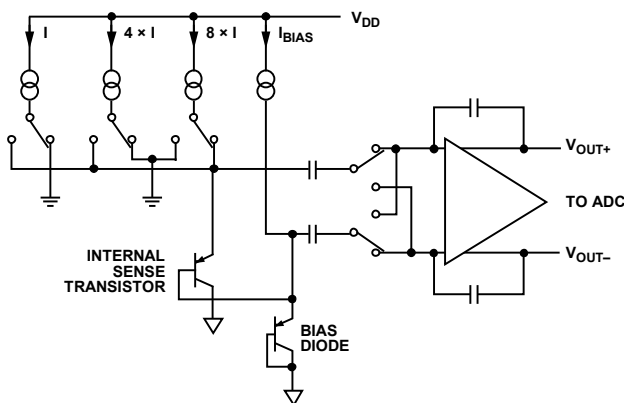 I
4 × I
8 × I
IBIAS
VDD
VOUT+
TO ADC
VOUT–
INTERNAL
SENSE
TRANSISTOR
BIAS
DIODE